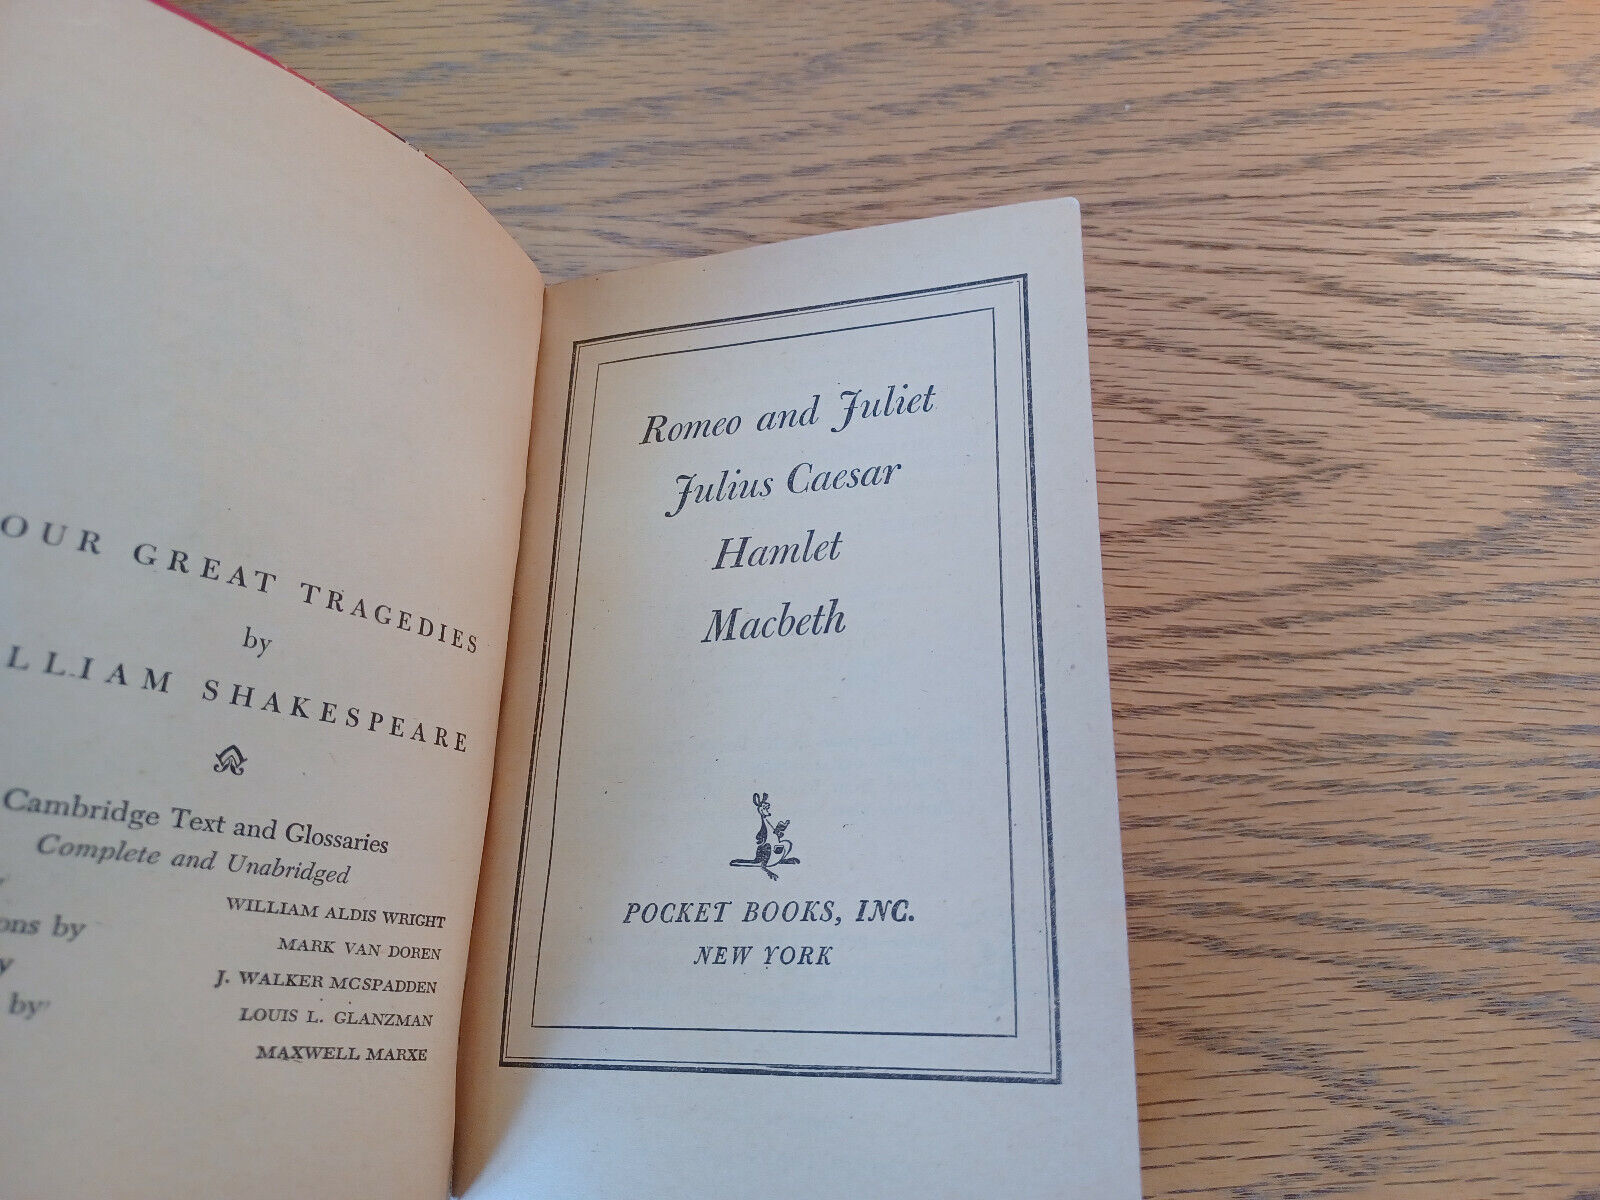 OUR GREAT TRAGEDIES
by
LLIAM SHAKESPEARE
Cambridge Text and Glossaries
Complete and Unabridged
WILLIAM ALDIS WRIGHT
ons by MARK VAN DOREN
y J. WALKER MCSPADDEN
by LOUIS L. GLANZMAN
MAXWELL MARXE
Romeo and Juliet
Julius Caesar
Hamlet
Macbeth
POCKET BOOKS, INC.
NEW YORK